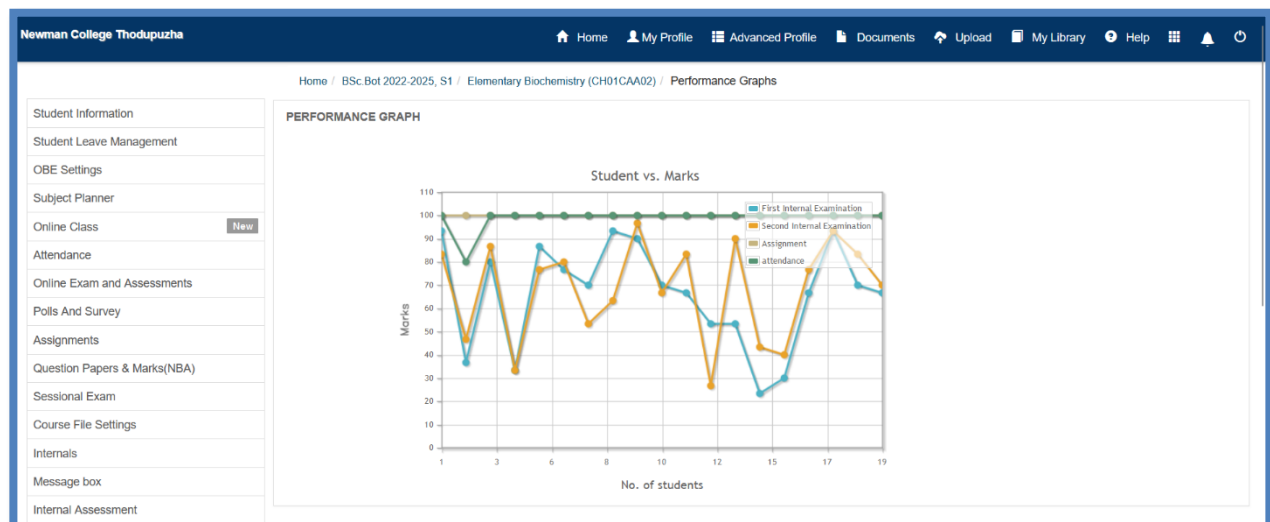 Newman College Thodupuzha
Home My Profile Advanced Profile Documents Upload My Library Help
Home / BSc.Bot 2022-2025, S1 / Elementary Biochemistry (CH01CAA02) / Performance Graphs
Student Information
Student Leave Management
OBE Settings
Subject Planner
Online Class New
Attendance
Online Exam and Assessments
Polls And Survey
Assignments
Question Papers & Marks(NBA)
Sessional Exam
Course File Settings
Internals
Message box
Internal Assessment
PERFORMANCE GRAPH
Student vs. Marks
First Internal Examination
Second Internal Examination
Assignment
attendance
Marks
110
100
90
80
70
60
50
40
30
20
10
0
1 3 6 8 10 12 15 17 19
No. of students